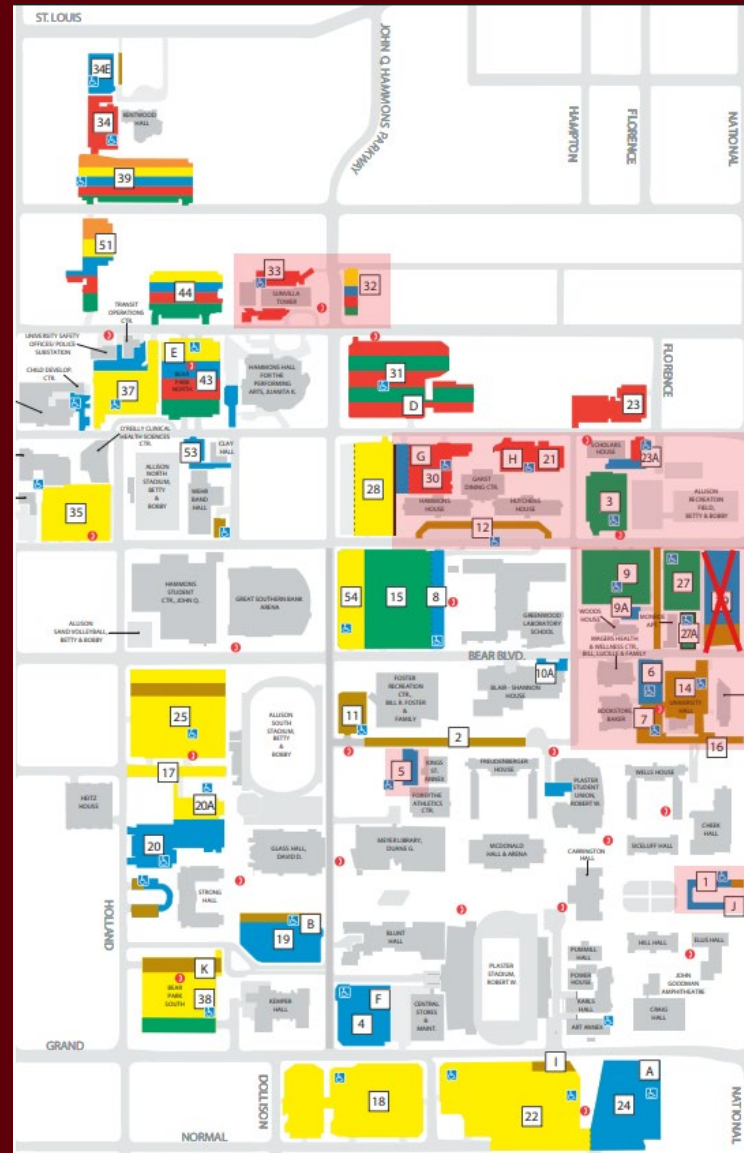 ST. LOUIS
JOHN Q HAMMONS PARKWAY
HAMPTON
FLORENCE
NATIONAL
34E
34
BENTWOOD
HALL
39
51
TRANSIT
OPERATIONS
CTR.
44
33
SUNVILLA
TOWER
32
UNIVERSITY SAFETY
OFFICES/ POLICE
SUBSTATION
CHILD DEVELOP.
CTR.
37
E
BEAR
PARK
NORTH
43
HAMMONS HALL
FOR THE
PERFORMING
ARTS, JUANITA K.
31
D
FLORENCE
23
O'REILLY CLINICAL
HEALTH SCIENCES
CTR.
35
ALLISON
NORTH
STADIUM,
BETTY
&
BOBBY
53
CLAY
HALL
WEHR
BAND
HALL
28
G
30
HAMMONS
HOUSE
GARST
DINING CTR.
H
21
HUTCHENS
HOUSE
12
SCHOLARS
HOUSE
23A
3
ALLISON
RECREATION
FIELD,
BETTY & BOBBY
HAMMONS
STUDENT
CTR., JOHN Q.
GREAT SOUTHERN BANK
ARENA
ALLISON
SAND VOLLEYBALL,
BETTY & BOBBY
54
15
8
GREENWOOD
LABORATORY
SCHOOL
BEAR BLVD.
9
9A
WOODS
HOUSE
MONROE
APT.
27
27A
WAGERS HEALTH
& WELLNESS CTR.,
BILL, LUCILLE & FAMILY
10A
BLAIR - SHANNON
HOUSE
FOSTER
RECREATION
CTR.,
BILL R. FOSTER
&
FAMILY
11
2
6
14
UNIVERSITY
HALL
BOOKSTORE
BAKER
7
16
25
ALLISON
SOUTH
STADIUM,
BETTY
&
BOBBY
17
20A
HEITZ
HOUSE
20
5
KINGS
ST.
ANNEX
FORSYTHE
ATHLETICS
CTR.
FREUDENBERGER
HOUSE
PLASTER
STUDENT
UNION,
ROBERT W.
WELLS HOUSE
CHEEK
HALL
GLASS HALL,
DAVID D.
MEYER LIBRARY,
DUANE G.
MCDONALD
HALL & ARENA
CARRINGTON
HALL
SICELUFF HALL
HOLLAND
STRONG
HALL
1
J
B
19
BLUNT
HALL
PLASTER
STADIUM,
ROBERT W.
PUMMILL
HALL
POWER
HOUSE
KARLS
HALL
ART ANNEX
HILL HALL
ELLIS HALL
JOHN
GOODMAN
AMPHITHEATRE
CRAIG
HALL
K
BEAR
PARK
SOUTH
38
KEMPER
HALL
F
4
CENTRAL
STORES
&
MAINT.
GRAND
DOLLISON
NORMAL
18
I
22
A
24
NATIONAL